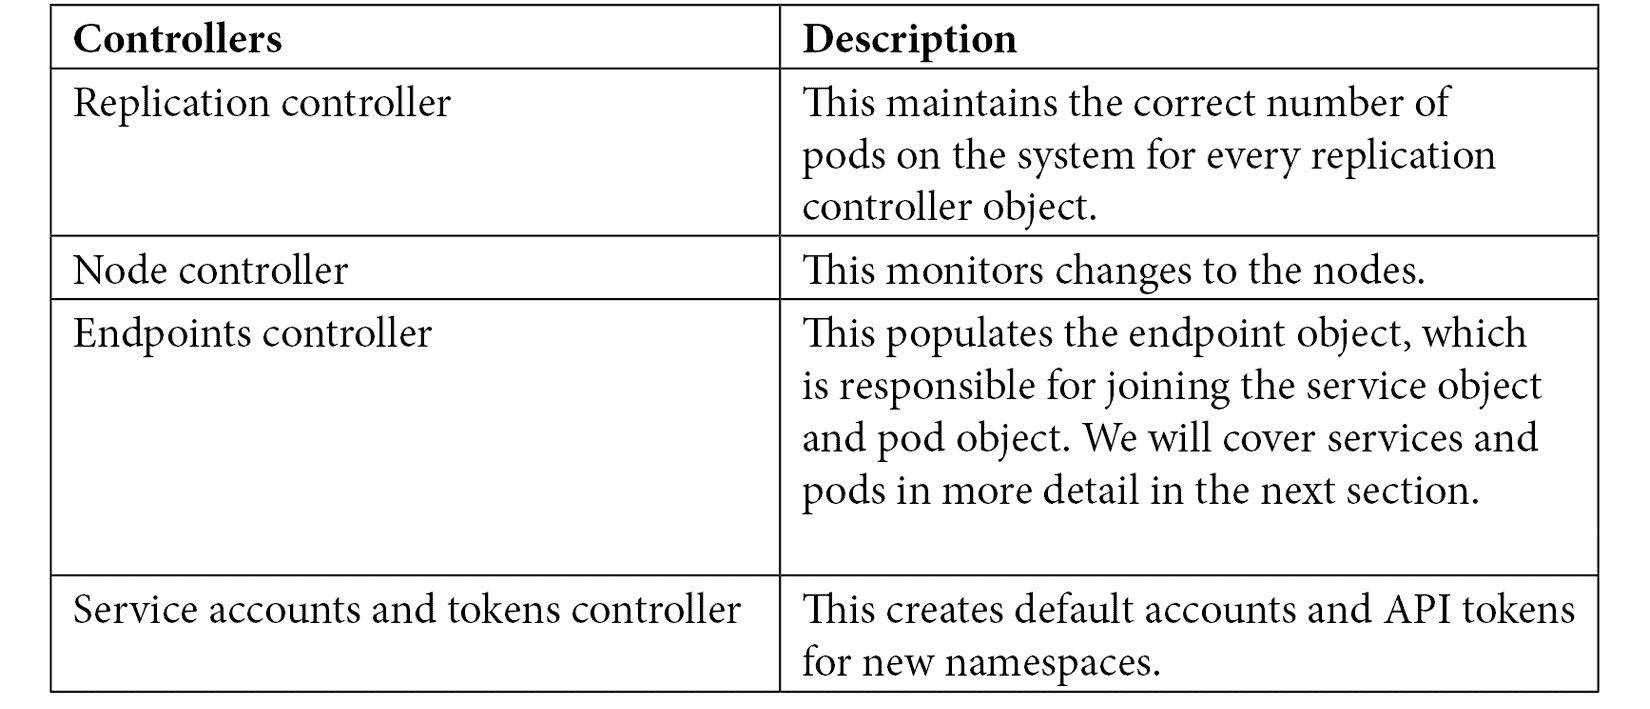 Controllers
Description
Replication controller
This maintains the correct number of
pods on the system for every replication
controller object.
Node controller
This monitors changes to the nodes.
Endpoints controller
This populates the endpoint object, which
is responsible for joining the service object
and pod object. We will cover services and
pods in more detail in the next section.
Service accounts and tokens controller
This creates default accounts and API tokens
for new namespaces.